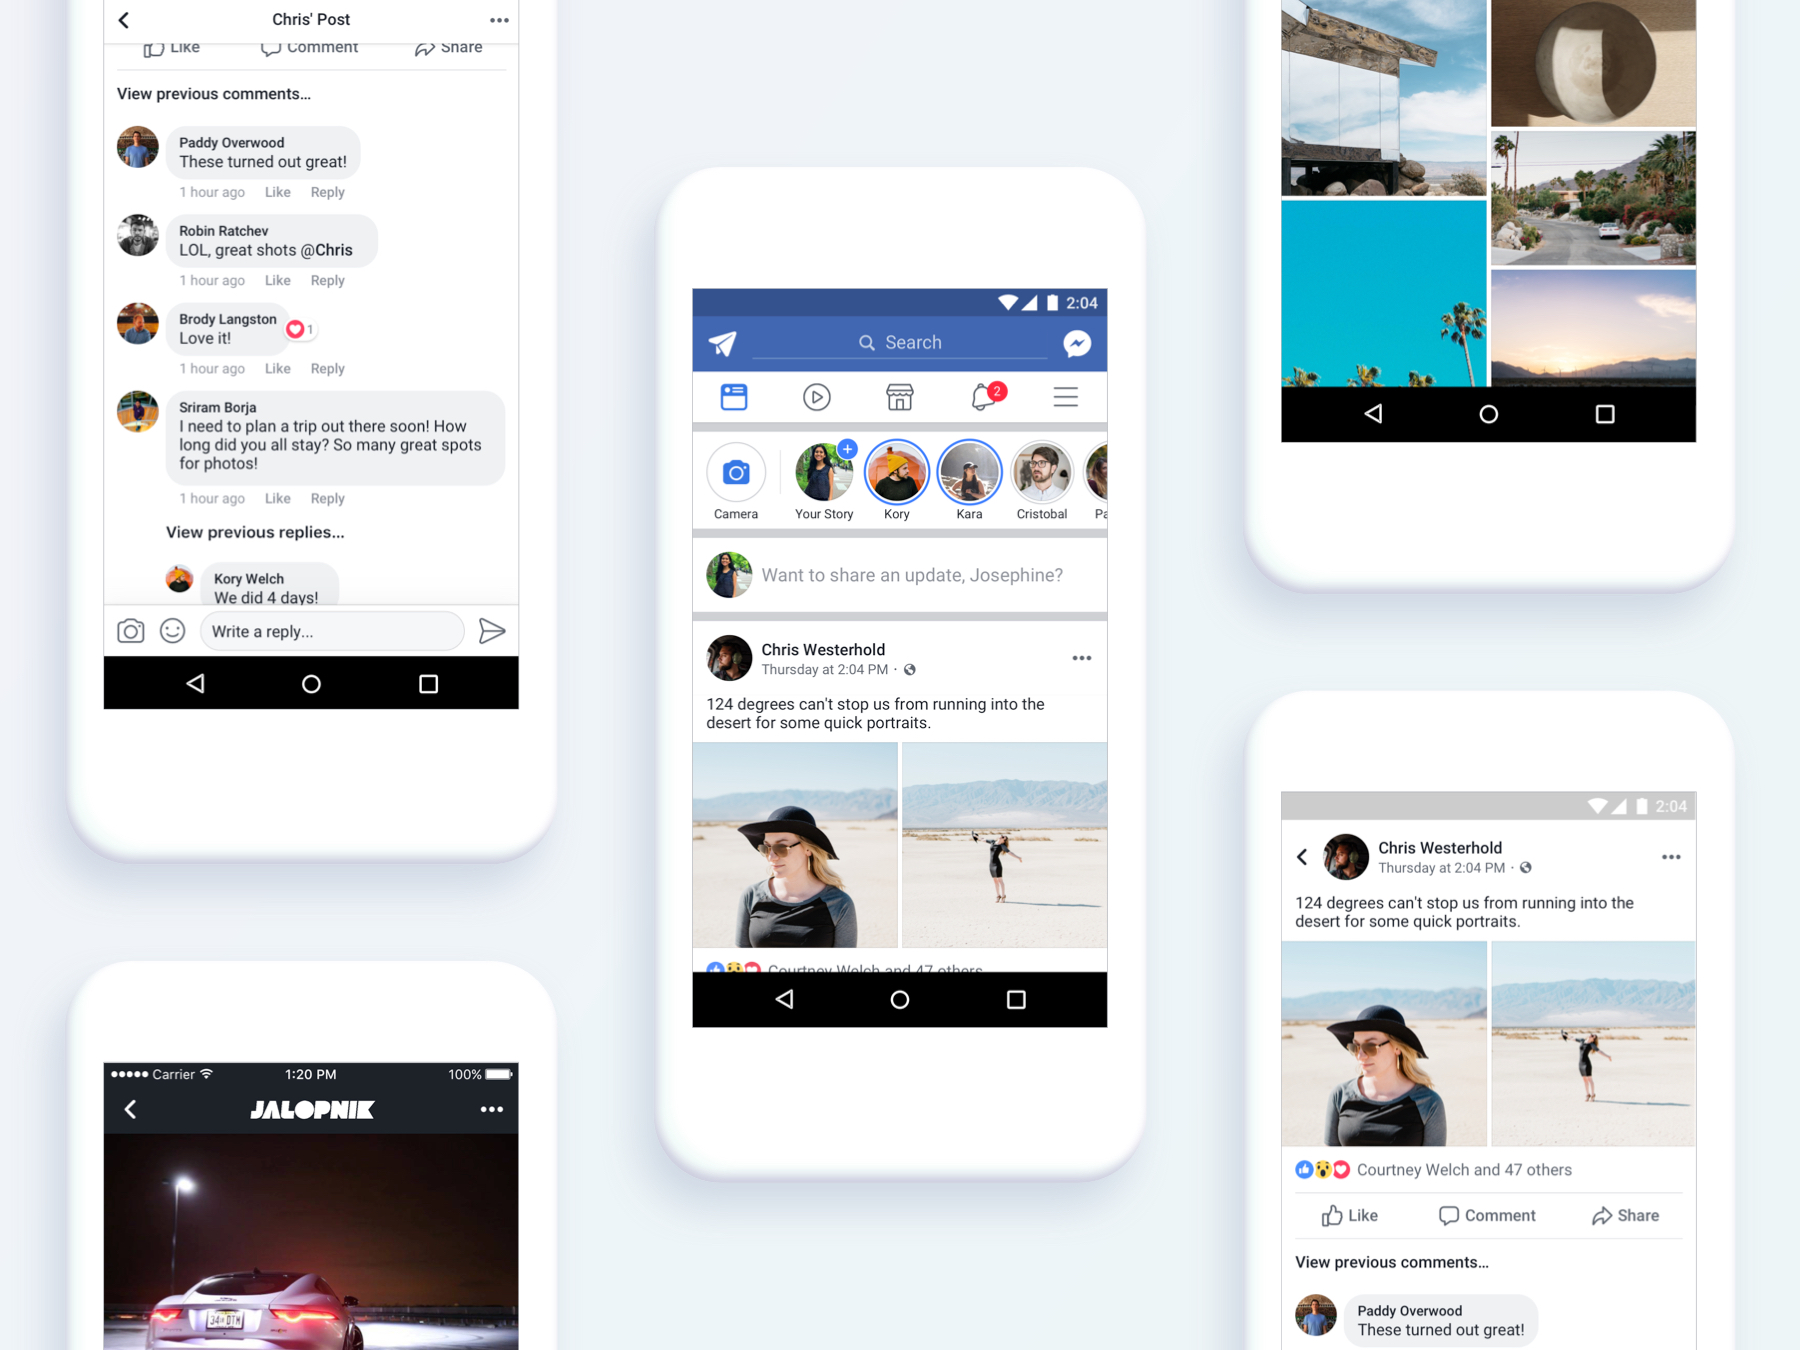 Chris' Post
Like Comment Share
View previous comments...
Paddy Overwood
These turned out great!
1 hour ago Like Reply
Robin Ratchev
LOL, great shots @Chris
1 hour ago Like Reply
Brody Langston
Love it!
1
1 hour ago Like Reply
Sriram Borja
I need to plan a trip out there soon! How
long did you all stay? So many great spots
for photos!
1 hour ago Like Reply
View previous replies...
Kory Welch
We did 4 days!
Write a reply...
Carrier 1:20 PM 100%
JALOPNIK
2:04
Search
2
Camera Your Story Kory Kara Cristobal Pa
Want to share an update, Josephine?
Chris Westerhold
Thursday at 2:04 PM ·
124 degrees can't stop us from running into the
desert for some quick portraits.
Courtney Welch and 47 others
2:04
Chris Westerhold
Thursday at 2:04 PM ·
124 degrees can't stop us from running into the
desert for some quick portraits.
Courtney Welch and 47 others
Like Comment Share
View previous comments...
Paddy Overwood
These turned out great!